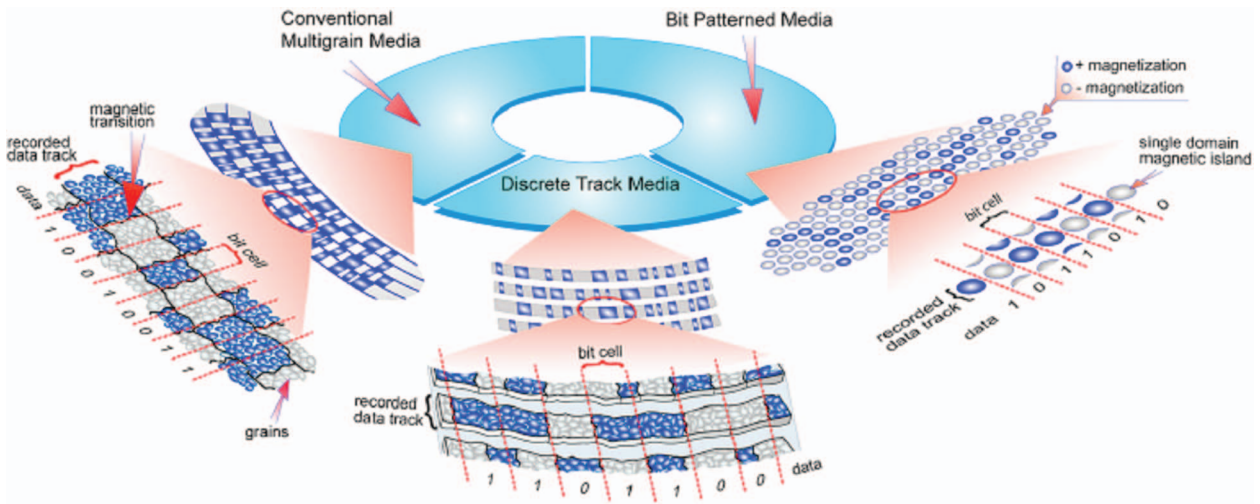 Conventional
Multigrain Media
Bit Patterned Media
Discrete Track Media
+ magnetization
- magnetization
single domain
magnetic island
magnetic
transition
recorded
data track
data
1 0 0 1 1 0 0 1 1
bit cell
grains
bit cell
recorded
data track
1 1 0 1 1 0 0 data
bit cell
recorded
data track
data 1 0 1 1 0 1 0